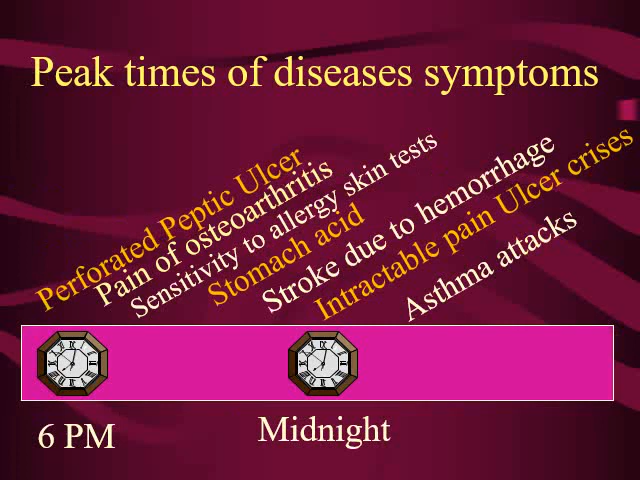 Peak times of diseases symptoms
Perforated Peptic Ulcer
Pain of osteoarthritis
Sensitivity to allergy skin tests
Stomach acid
Stroke due to hemorrhage
Intractable pain Ulcer crises
Asthma attacks
6 PM
Midnight